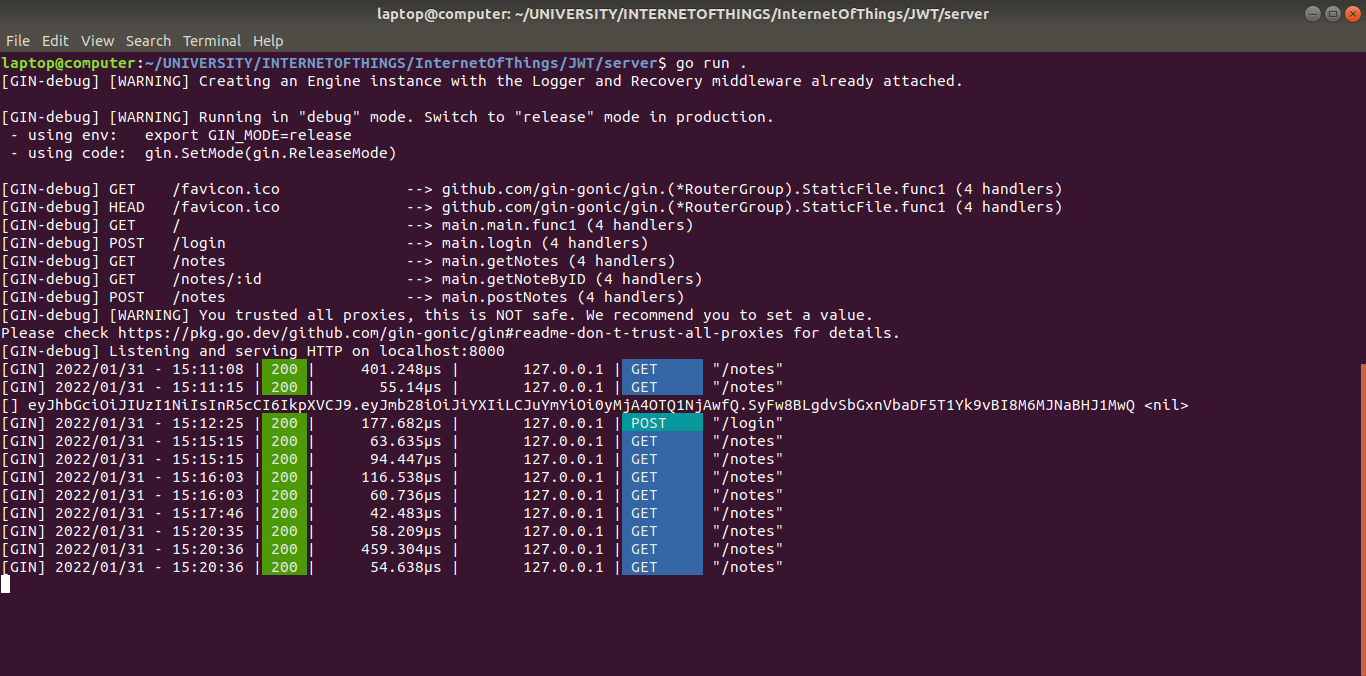 laptop@computer: ~/UNIVERSITY/INTERNETOFTHINGS/InternetOfThings/JWT/server
File Edit View Search Terminal Help
laptop@computer:~/UNIVERSITY/INTERNETOFTHINGS/InternetOfThings/JWT/server$ go run .
[GIN-debug] [WARNING] Creating an Engine instance with the Logger and Recovery middleware already attached.
[GIN-debug] [WARNING] Running in "debug" mode. Switch to "release" mode in production.
- using env:   export GIN_MODE=release
- using code:  gin.SetMode(gin.ReleaseMode)
[GIN-debug] GET    /favicon.ico              --> github.com/gin-gonic/gin.(*RouterGroup).StaticFile.func1 (4 handlers)
[GIN-debug] HEAD   /favicon.ico              --> github.com/gin-gonic/gin.(*RouterGroup).StaticFile.func1 (4 handlers)
[GIN-debug] GET    /                         --> main.main.func1 (4 handlers)
[GIN-debug] POST   /login                    --> main.login (4 handlers)
[GIN-debug] GET    /notes                    --> main.getNotes (4 handlers)
[GIN-debug] GET    /notes/:id                --> main.getNoteByID (4 handlers)
[GIN-debug] POST   /notes                    --> main.postNotes (4 handlers)
[GIN-debug] [WARNING] You trusted all proxies, this is NOT safe. We recommend you to set a value.
Please check https://pkg.go.dev/github.com/gin-gonic/gin#readme-don-t-trust-all-proxies for details.
[GIN-debug] Listening and serving HTTP on localhost:8000
[GIN] 2022/01/31 - 15:11:08 | 200 |     401.248µs |       127.0.0.1 | GET      "/notes"
[GIN] 2022/01/31 - 15:11:15 | 200 |       55.14µs |       127.0.0.1 | GET      "/notes"
[] eyJhbGciOiJIUzI1NiIsInR5cCI6IkpXVCJ9.eyJmb28iOiJiYXIiLCJuYmYiOi0yMjA4OTQ1NjAwfQ.SyFw8BLgdvSbGxnVbaDF5T1Yk9vBI8M6MJNaBHJ1MwQ <nil>
[GIN] 2022/01/31 - 15:12:25 | 200 |     177.682µs |       127.0.0.1 | POST     "/login"
[GIN] 2022/01/31 - 15:15:15 | 200 |      63.635µs |       127.0.0.1 | GET      "/notes"
[GIN] 2022/01/31 - 15:15:15 | 200 |      94.447µs |       127.0.0.1 | GET      "/notes"
[GIN] 2022/01/31 - 15:16:03 | 200 |     116.538µs |       127.0.0.1 | GET      "/notes"
[GIN] 2022/01/31 - 15:16:03 | 200 |      60.736µs |       127.0.0.1 | GET      "/notes"
[GIN] 2022/01/31 - 15:17:46 | 200 |      42.483µs |       127.0.0.1 | GET      "/notes"
[GIN] 2022/01/31 - 15:20:35 | 200 |      58.209µs |       127.0.0.1 | GET      "/notes"
[GIN] 2022/01/31 - 15:20:36 | 200 |     459.304µs |       127.0.0.1 | GET      "/notes"
[GIN] 2022/01/31 - 15:20:36 | 200 |      54.638µs |       127.0.0.1 | GET      "/notes"